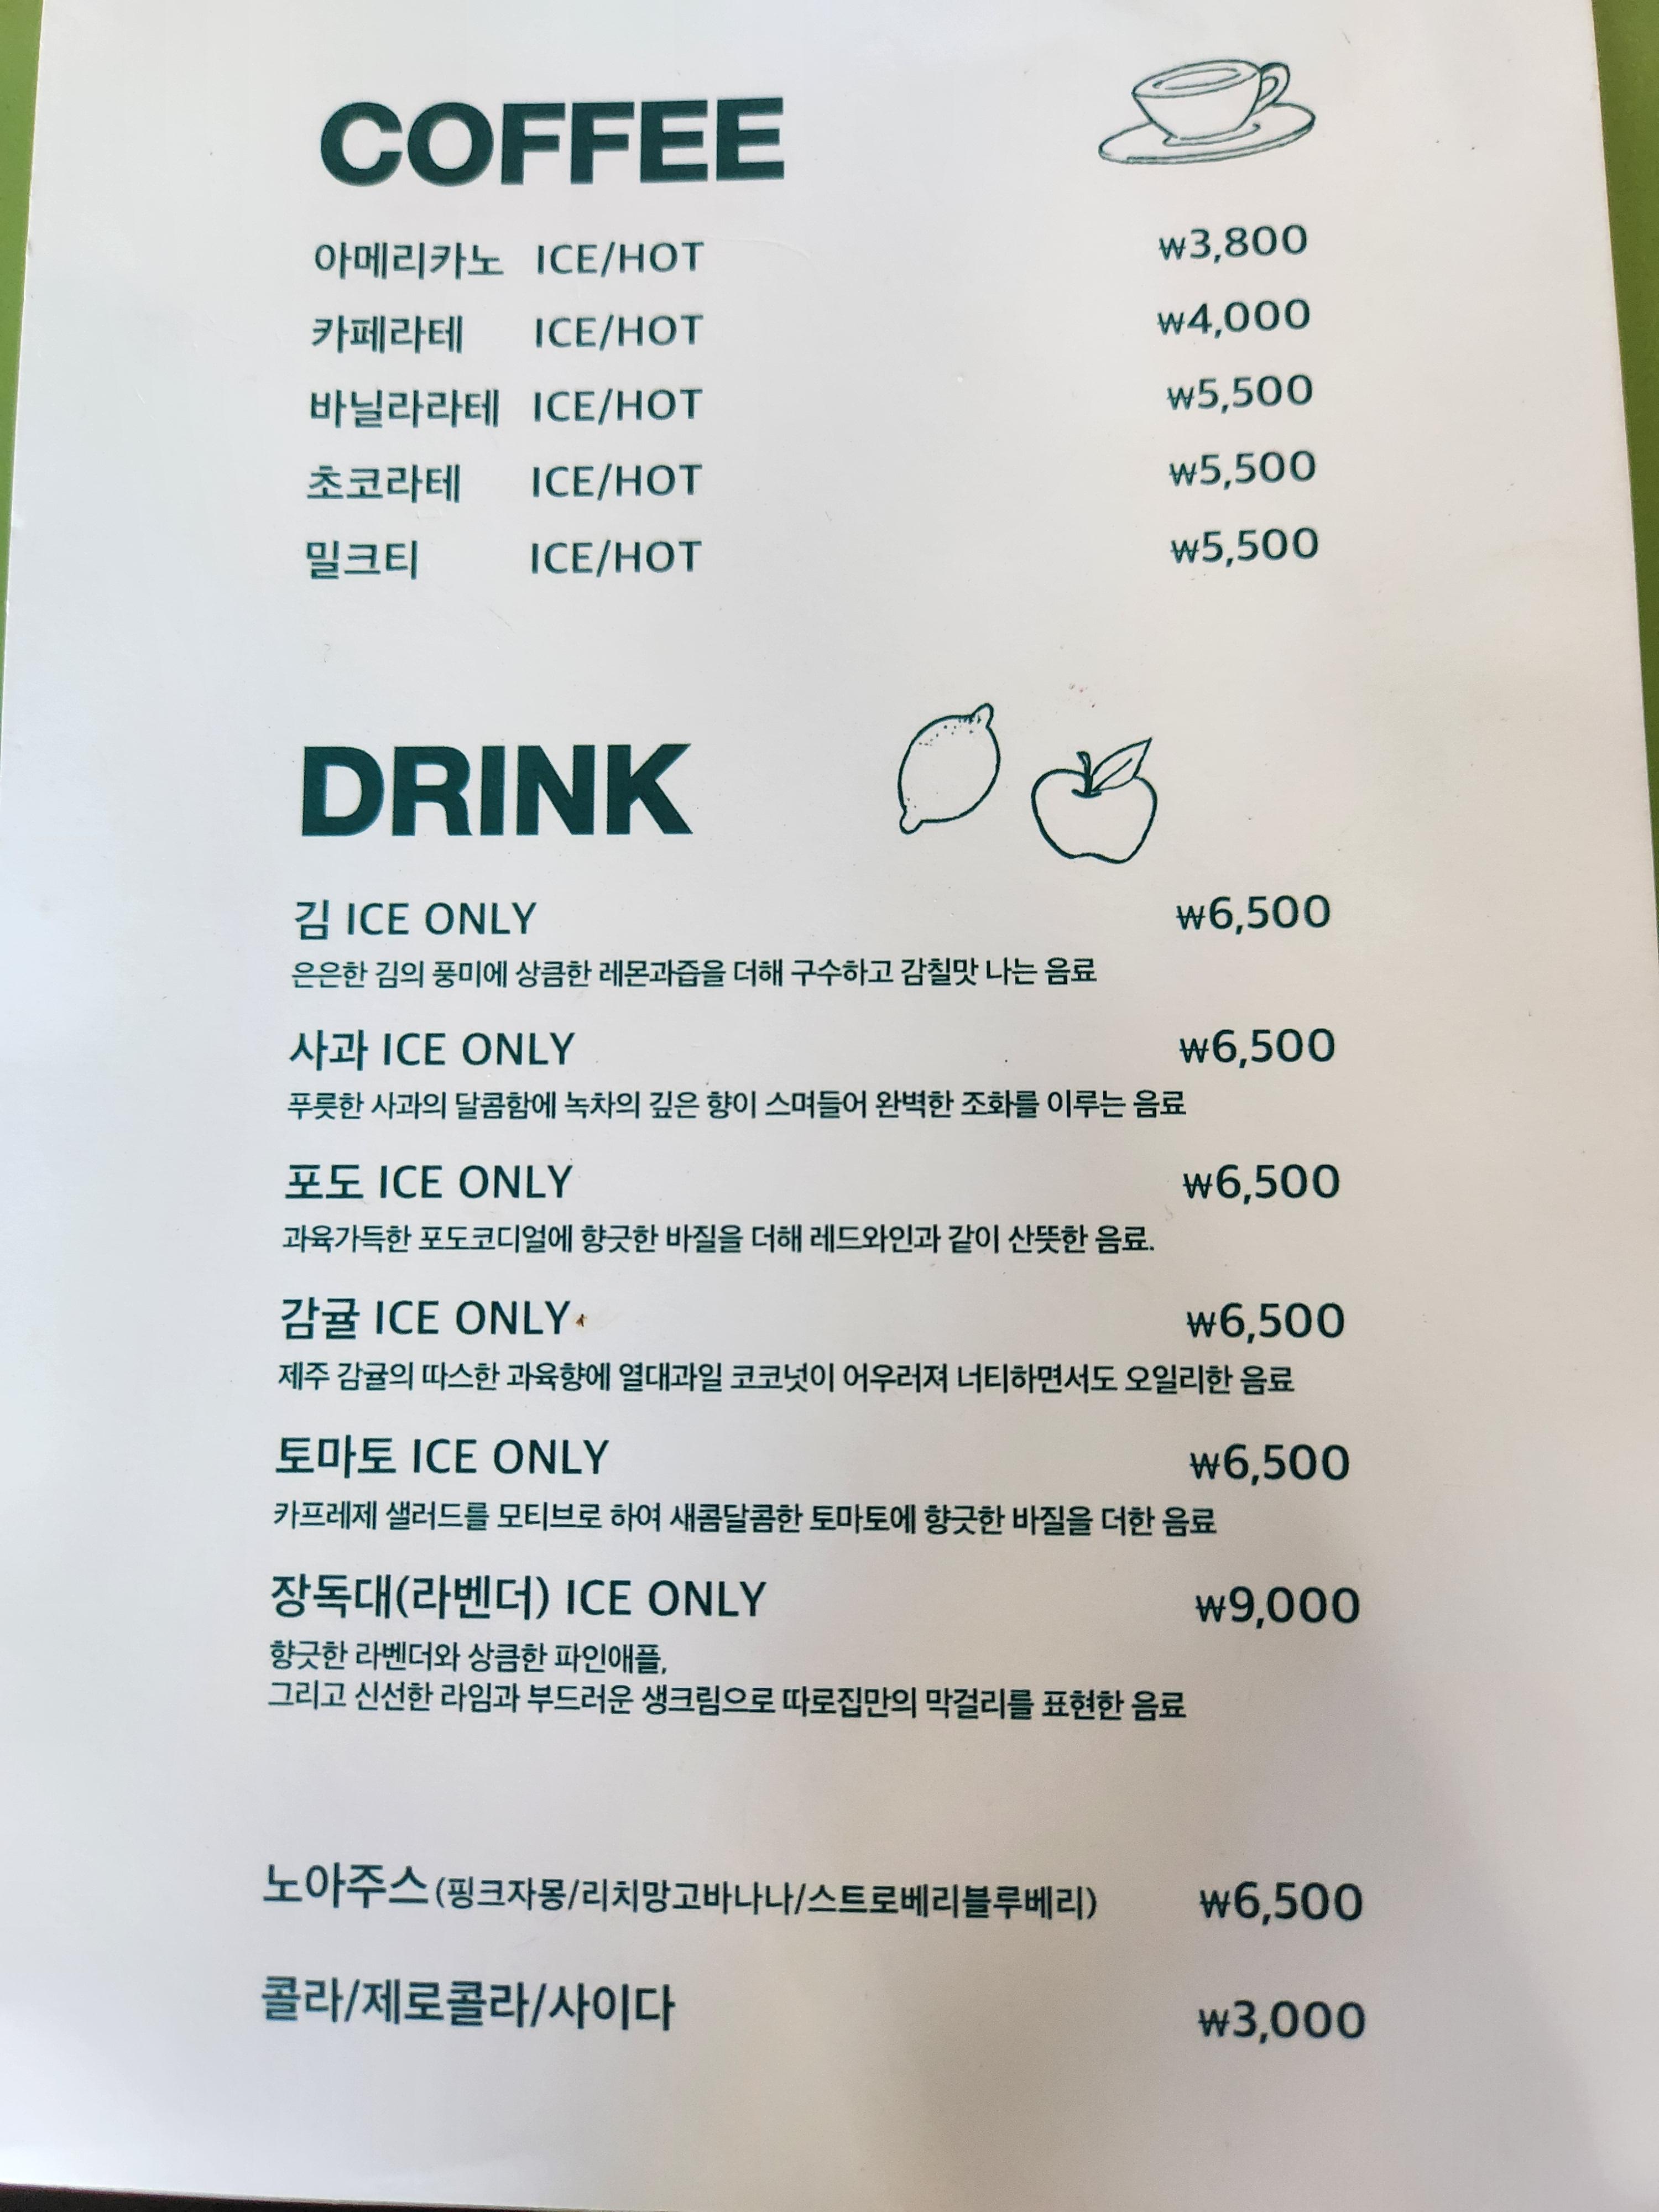 COFFEE
아메리카노 ICE/HOT ₩3,800
카페라테 ICE/HOT ₩4,000
바닐라라테 ICE/HOT ₩5,500
초코라테 ICE/HOT ₩5,500
밀크티 ICE/HOT ₩5,500
DRINK
김 ICE ONLY ₩6,500
은은한 김의 풍미에 상큼한 레몬과즙을 더해 구수하고 감칠맛 나는 음료
사과 ICE ONLY ₩6,500
푸릇한 사과의 달콤함에 녹차의 깊은 향이 스며들어 완벽한 조화를 이루는 음료
포도 ICE ONLY ₩6,500
과육가득한 포도코디얼에 향긋한 바질을 더해 레드와인과 같이 산뜻한 음료.
감귤 ICE ONLY ₩6,500
제주 감귤의 따스한 과육향에 열대과일 코코넛이 어우러져 너티하면서도 오일리한 음료
토마토 ICE ONLY ₩6,500
카프레제 샐러드를 모티브로 하여 새콤달콤한 토마토에 향긋한 바질을 더한 음료
장독대(라벤더) ICE ONLY ₩9,000
향긋한 라벤더와 상큼한 파인애플,
그리고 신선한 라임과 부드러운 생크림으로 따로집만의 막걸리를 표현한 음료
노아주스(핑크자몽/리치망고바나나/스트로베리블루베리) ₩6,500
콜라/제로콜라/사이다 ₩3,000